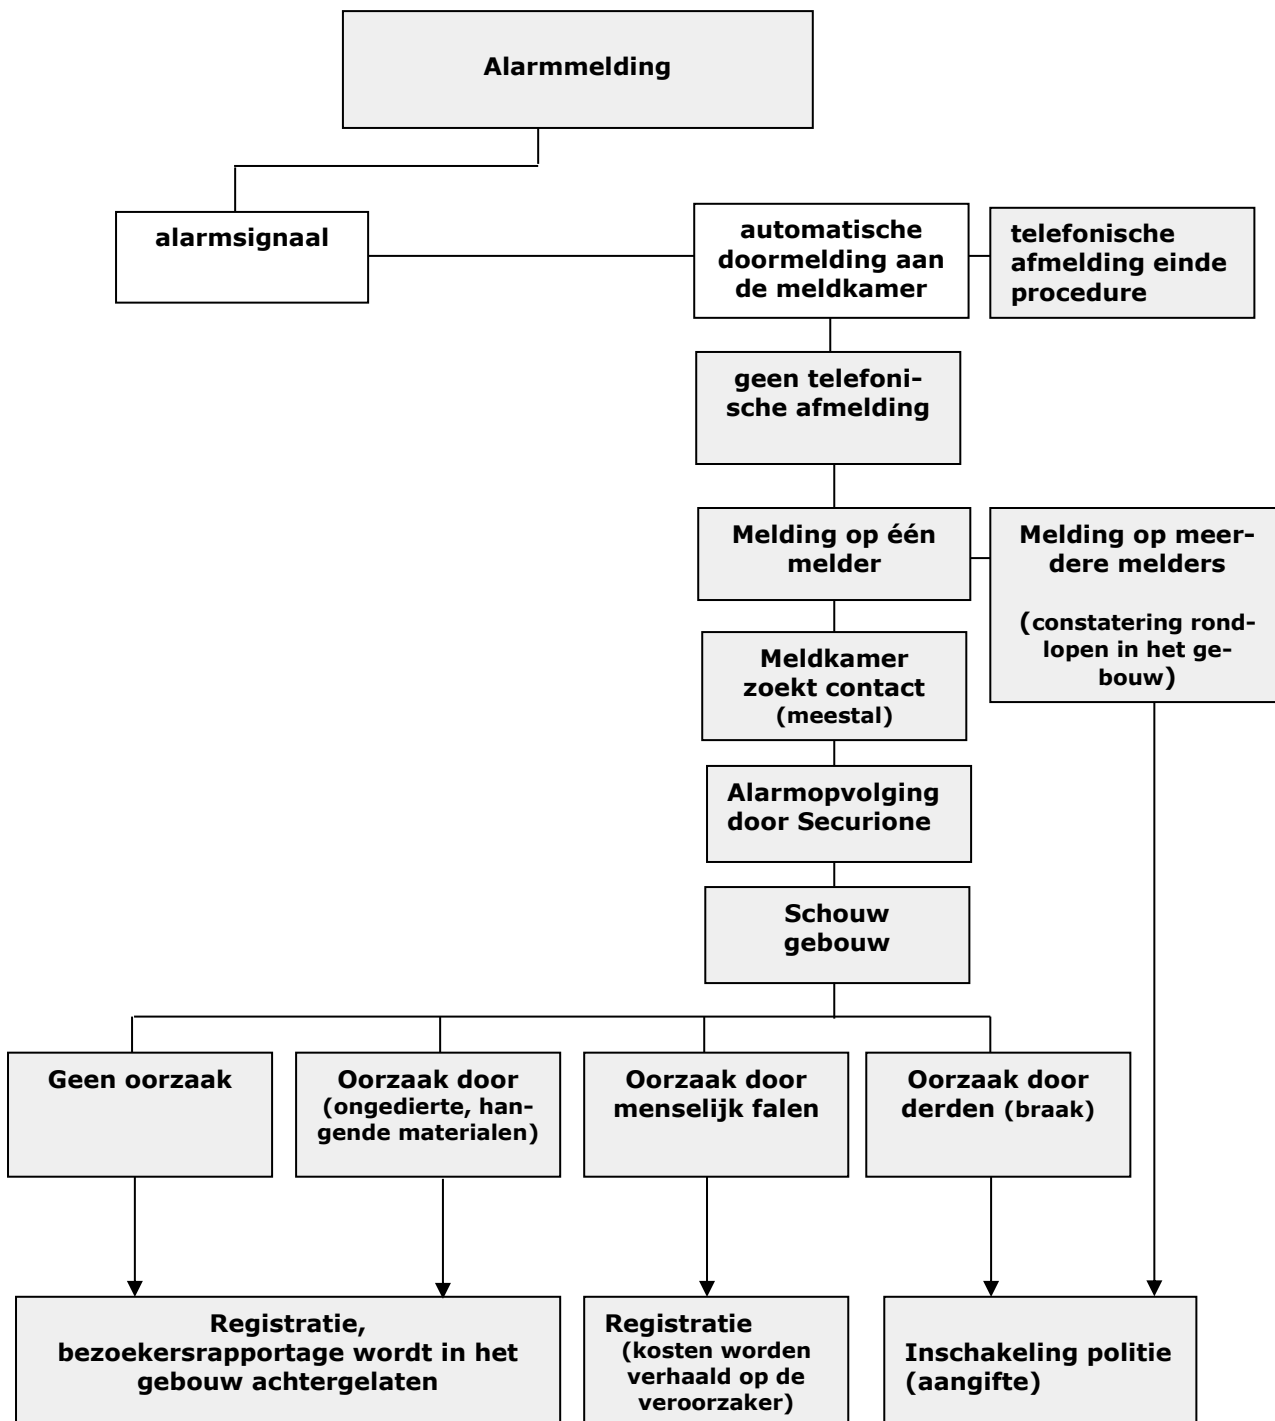 Alarmmelding
alarmsignaal
automatische
doormelding aan
de meldkamer
telefonische
afmelding einde
procedure
geen telefoni-
sche afmelding
Melding op één
melder
Melding op meer-
dere melders
(constatering rond-
lopen in het ge-
bouw)
Meldkamer
zoekt contact
(meestal)
Alarmopvolging
door Securione
Schouw
gebouw
Geen oorzaak
Oorzaak door
(ongedierte, han-
gende materialen)
Oorzaak door
menselijk falen
Oorzaak door
derden (braak)
Registratie,
bezoekersrapportage wordt in het
gebouw achtergelaten
Registratie
(kosten worden
verhaald op de
veroorzaker)
Inschakeling politie
(aangifte)